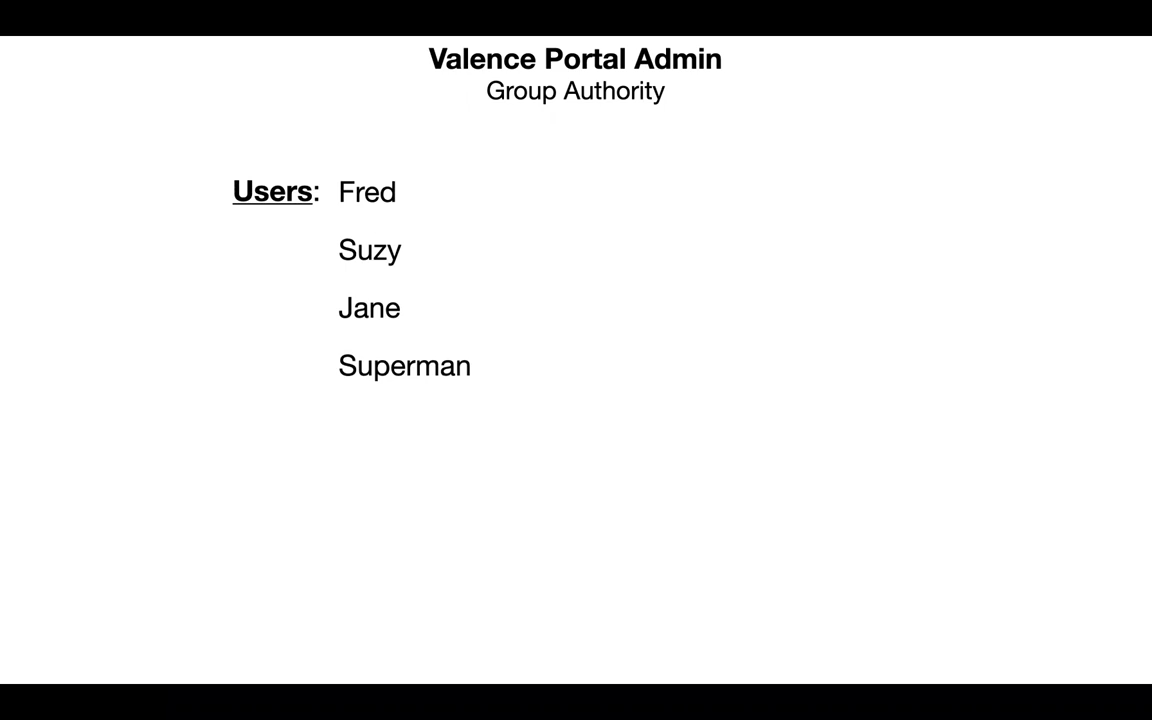 Valence Portal Admin
Group Authority
Users: Fred
Suzy
Jane
Superman